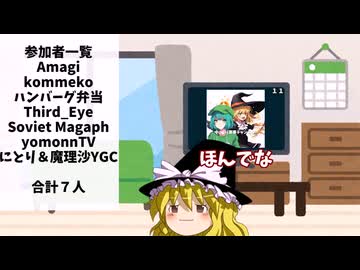 参加者一覧
Amagi
kommeko
ハンバーグ弁当
Third_Eye
Soviet Magaph
yomonnTV
にとり＆魔理沙YGC
合計７人
11
ほんでな